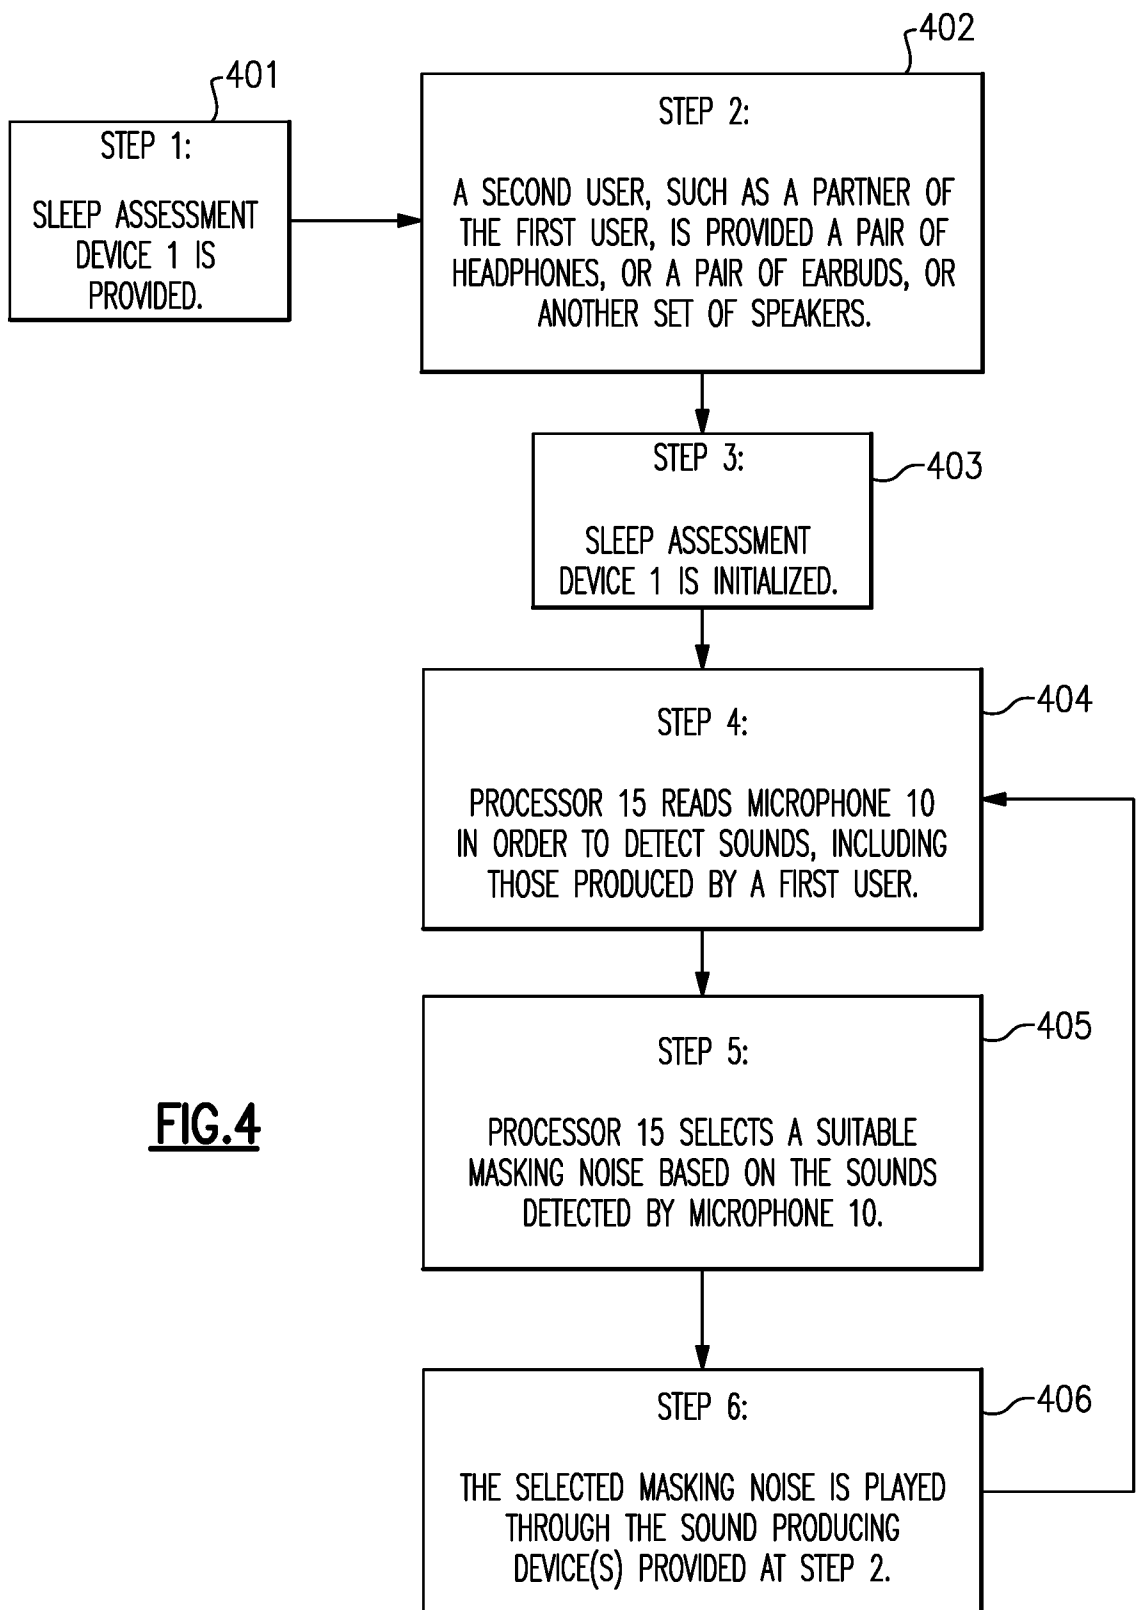 401
STEP 1:
SLEEP ASSESSMENT
DEVICE 1 IS
PROVIDED.
402
STEP 2:
A SECOND USER, SUCH AS A PARTNER OF
THE FIRST USER, IS PROVIDED A PAIR OF
HEADPHONES, OR A PAIR OF EARBUDS, OR
ANOTHER SET OF SPEAKERS.
403
STEP 3:
SLEEP ASSESSMENT
DEVICE 1 IS INITIALIZED.
404
STEP 4:
PROCESSOR 15 READS MICROPHONE 10
IN ORDER TO DETECT SOUNDS, INCLUDING
THOSE PRODUCED BY A FIRST USER.
405
STEP 5:
PROCESSOR 15 SELECTS A SUITABLE
MASKING NOISE BASED ON THE SOUNDS
DETECTED BY MICROPHONE 10.
FIG.4
406
STEP 6:
THE SELECTED MASKING NOISE IS PLAYED
THROUGH THE SOUND PRODUCING
DEVICE(S) PROVIDED AT STEP 2.